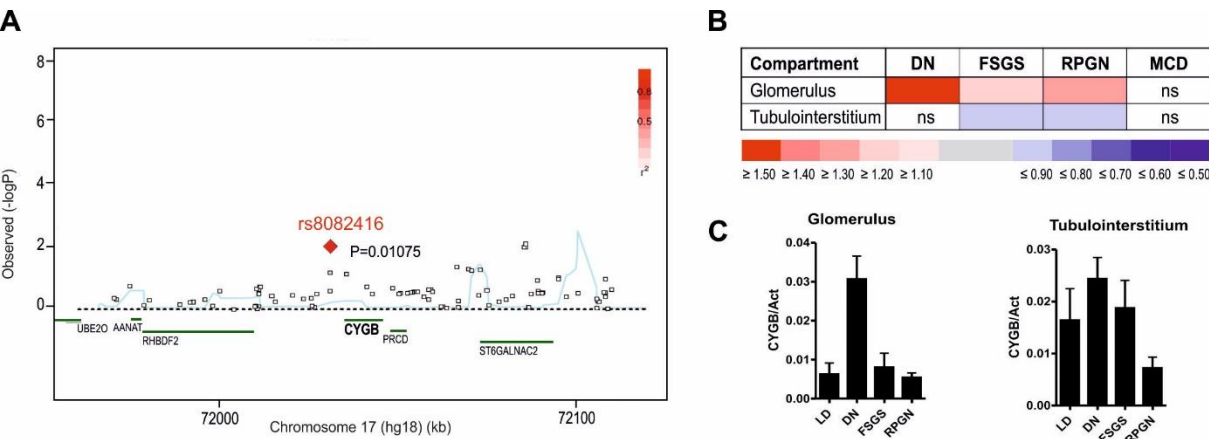 A
8
6
4
2
0
Observed (-logP)
0.8
0.5
r²
rs8082416
P=0.01075
UBE2O
AANAT
RHBDF2
CYGB
PRCD
ST6GALNAC2
72000
72100
Chromosome 17 (hg18) (kb)
B
Compartment DN FSGS RPGN MCD
Glomerulus ns
Tubulointerstitium ns ns
≥ 1.50 ≥ 1.40 ≥ 1.30 ≥ 1.20 ≥ 1.10 ≤ 0.90 ≤ 0.80 ≤ 0.70 ≤ 0.60 ≤ 0.50
C
Glomerulus
0.04
0.03
0.02
0.01
0.00
CYGB/Act
LD DN FSGS RPGN
Tubulointerstitium
0.03
0.02
0.01
0.00
CYGB/Act
LD DN FSGS RPGN